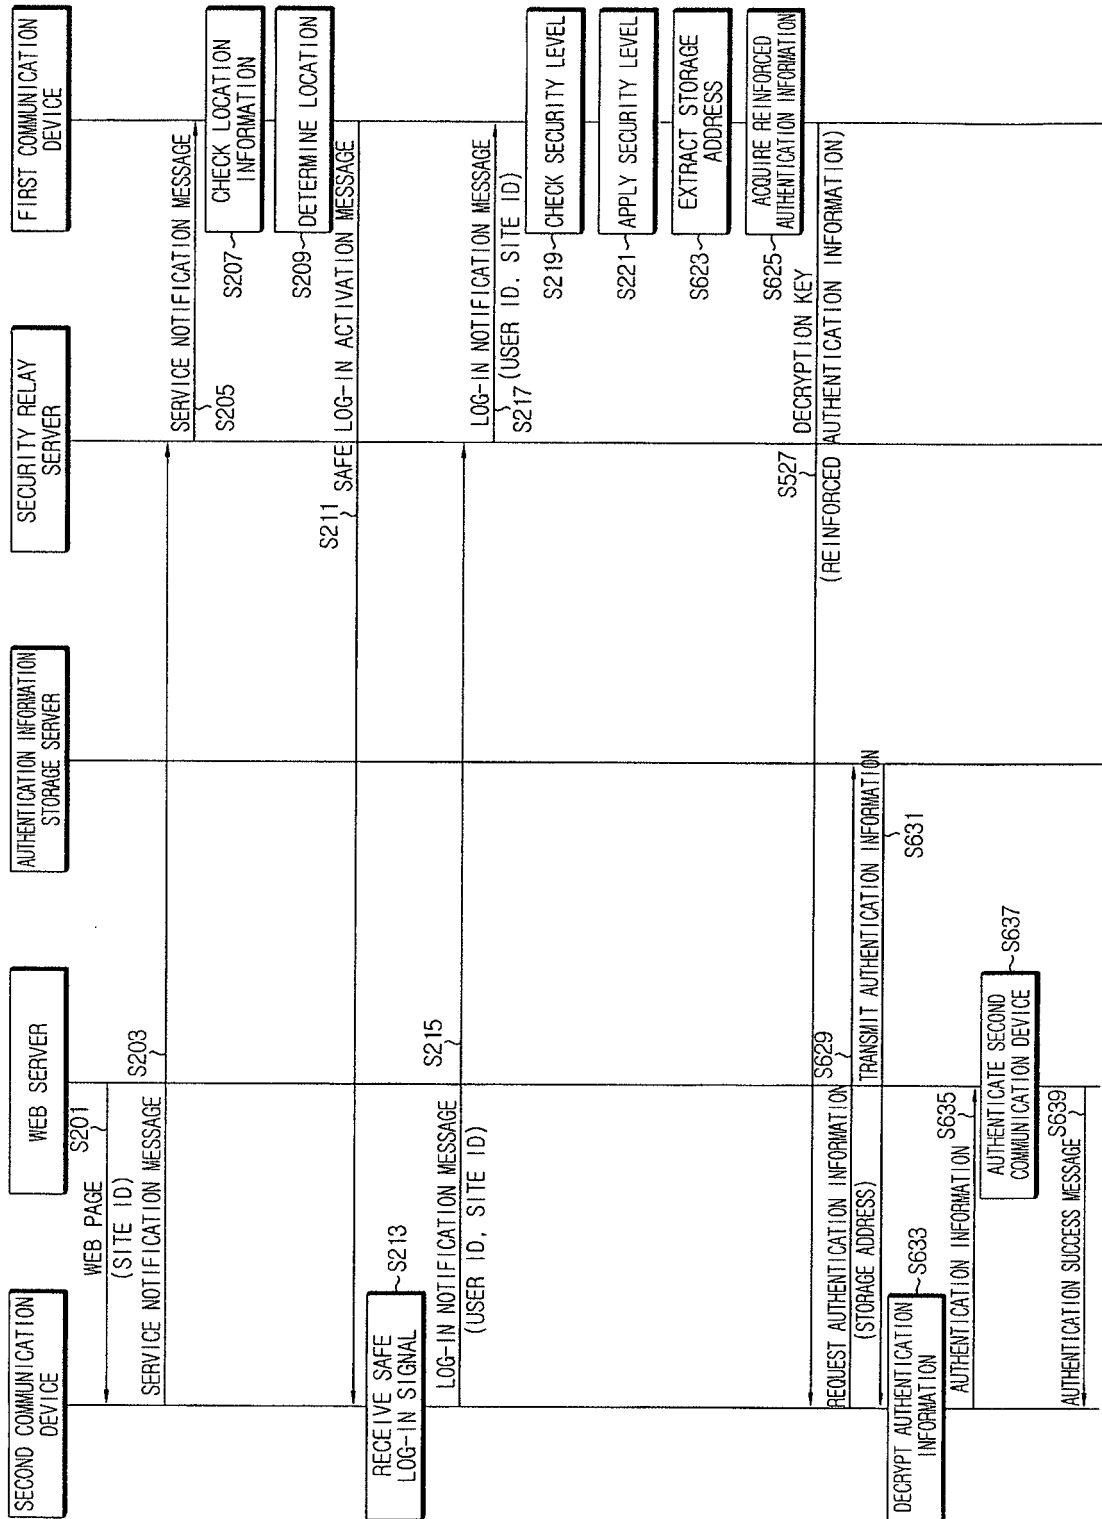 SECOND COMMUNICATION
DEVICE
WEB SERVER
AUTHENTICATION INFORMATION
STORAGE SERVER
SECURITY RELAY
SERVER
FIRST COMMUNICATION
DEVICE
WEB PAGE
S201
(SITE ID)
SERVICE NOTIFICATION MESSAGE
S203
SERVICE NOTIFICATION MESSAGE
S205
CHECK LOCATION
INFORMATION
S207
DETERMINE LOCATION
S209
S211
SAFE LOG-IN ACTIVATION MESSAGE
RECEIVE SAFE
LOG-IN SIGNAL
S213
LOG-IN NOTIFICATION MESSAGE
S215
(USER ID, SITE ID)
LOG-IN NOTIFICATION MESSAGE
S217
(USER ID. SITE ID)
CHECK SECURITY LEVEL
S219
APPLY SECURITY LEVEL
S221
EXTRACT STORAGE
ADDRESS
S623
ACQUIRE REINFORCED
AUTHENTICATION INFORMATION
S625
S527
DECRYPTION KEY
(REINFORCED AUTHENTICATION INFORMATION)
REQUEST AUTHENTICATION INFORMATION
S629
(STORAGE ADDRESS)
TRANSMIT AUTHENTICATION INFORMATION
S631
DECRYPT AUTHENTICATION
INFORMATION
S633
AUTHENTICATION INFORMATION
S635
AUTHENTICATE SECOND
COMMUNICATION DEVICE
S637
AUTHENTICATION SUCCESS MESSAGE
S639